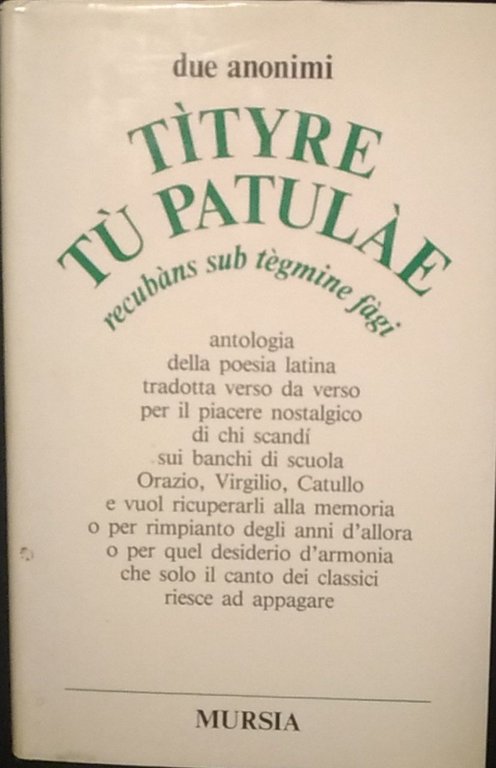 due anonimi
TÌTYRE
TÙ PATULÀE
recubàns sub tègmine fàgi
antologia
della poesia latina
tradotta verso da verso
per il piacere nostalgico
di chi scandí
sui banchi di scuola
Orazio, Virgilio, Catullo
e vuol ricuperarli alla memoria
o per rimpianto degli anni d'allora
o per quel desiderio d'armonia
che solo il canto dei classici
riesce ad appagare
MURSIA